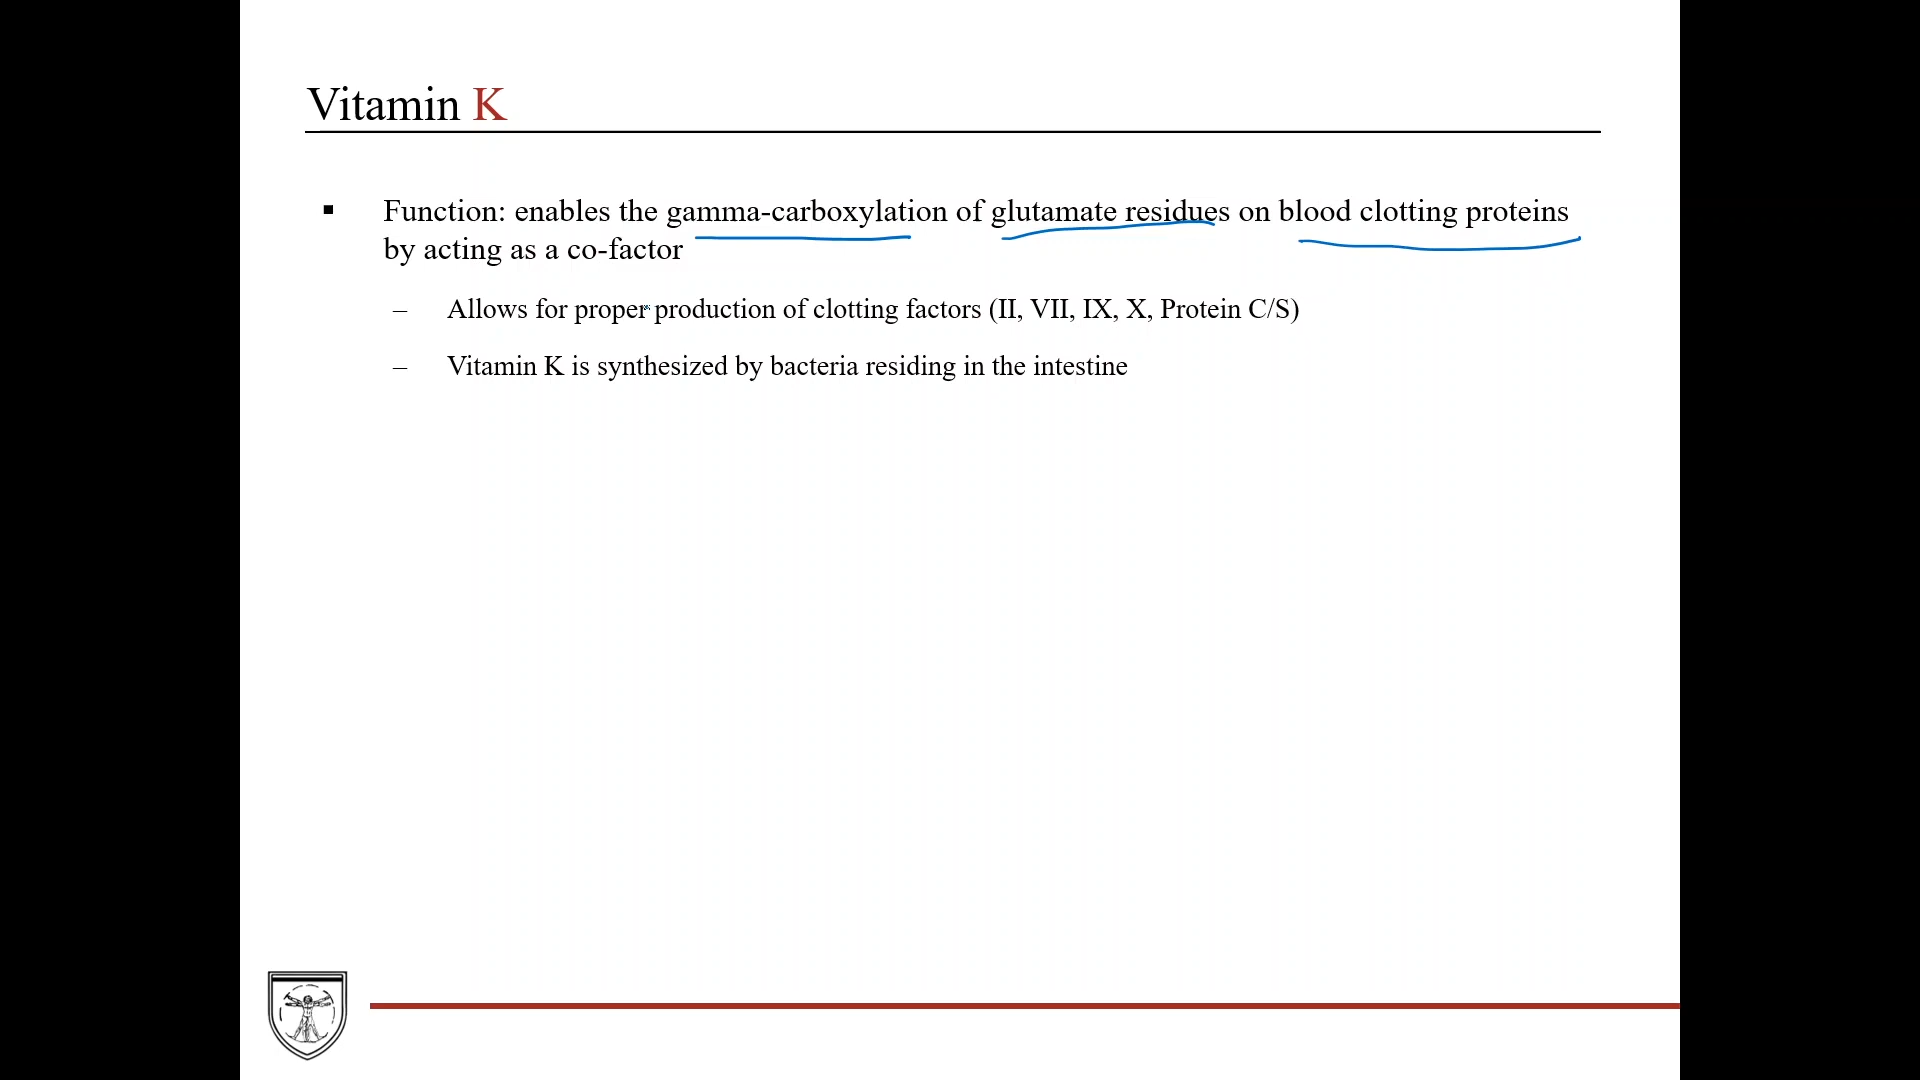 Vitamin K
▪ Function: enables the gamma-carboxylation of glutamate residues on blood clotting proteins
by acting as a co-factor
– Allows for proper production of clotting factors (II, VII, IX, X, Protein C/S)
– Vitamin K is synthesized by bacteria residing in the intestine